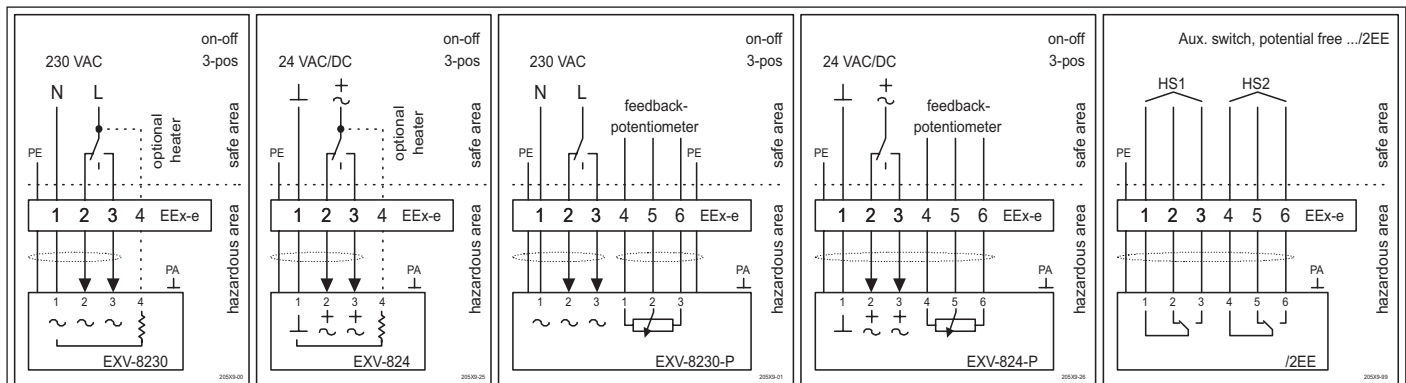 on-off
3-pos
230 VAC
N L
optional heater
safe area
PE
1 2 3 4 EEx-e
hazardous area
PA
1 2 3 4
~ ~ ~
EXV-8230
205X9-00
on-off
3-pos
24 VAC/DC
⊥ +
~
optional heater
safe area
PE
1 2 3 4 EEx-e
hazardous area
PA
1 2 3 4
⊥ + +
~ ~
EXV-824
205X9-25
on-off
3-pos
230 VAC
N L
feedback-
potentiometer
safe area
PE PE
1 2 3 4 5 6 EEx-e
hazardous area
PA
1 2 3 1 2 3
~ ~ ~
EXV-8230-P
205X9-01
on-off
3-pos
24 VAC/DC
⊥ +
~
feedback-
potentiometer
safe area
PE
1 2 3 4 5 6 EEx-e
hazardous area
PA
1 2 3 4 5 6
⊥ + +
~ ~
EXV-824-P
205X9-26
Aux. switch, potential free .../2EE
HS1 HS2
safe area
PE
1 2 3 4 5 6 EEx-e
hazardous area
PA
1 2 3 4 5 6
/2EE
205X9-99